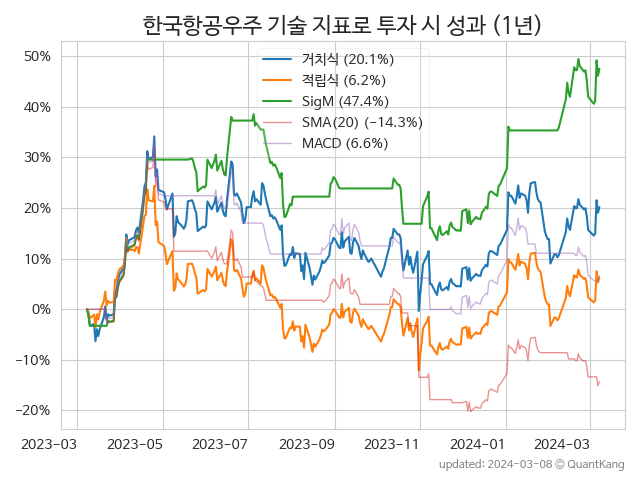 한국항공우주 기술 지표로 투자 시 성과 (1년)
거치식 (20.1%)
적립식 (6.2%)
SigM (47.4%)
SMA(20) (−14.3%)
MACD (6.6%)
50%
40%
30%
20%
10%
0%
−10%
−20%
2023-03 2023-05 2023-07 2023-09 2023-11 2024-01 2024-03
updated: 2024-03-08 ⓒ QuantKang